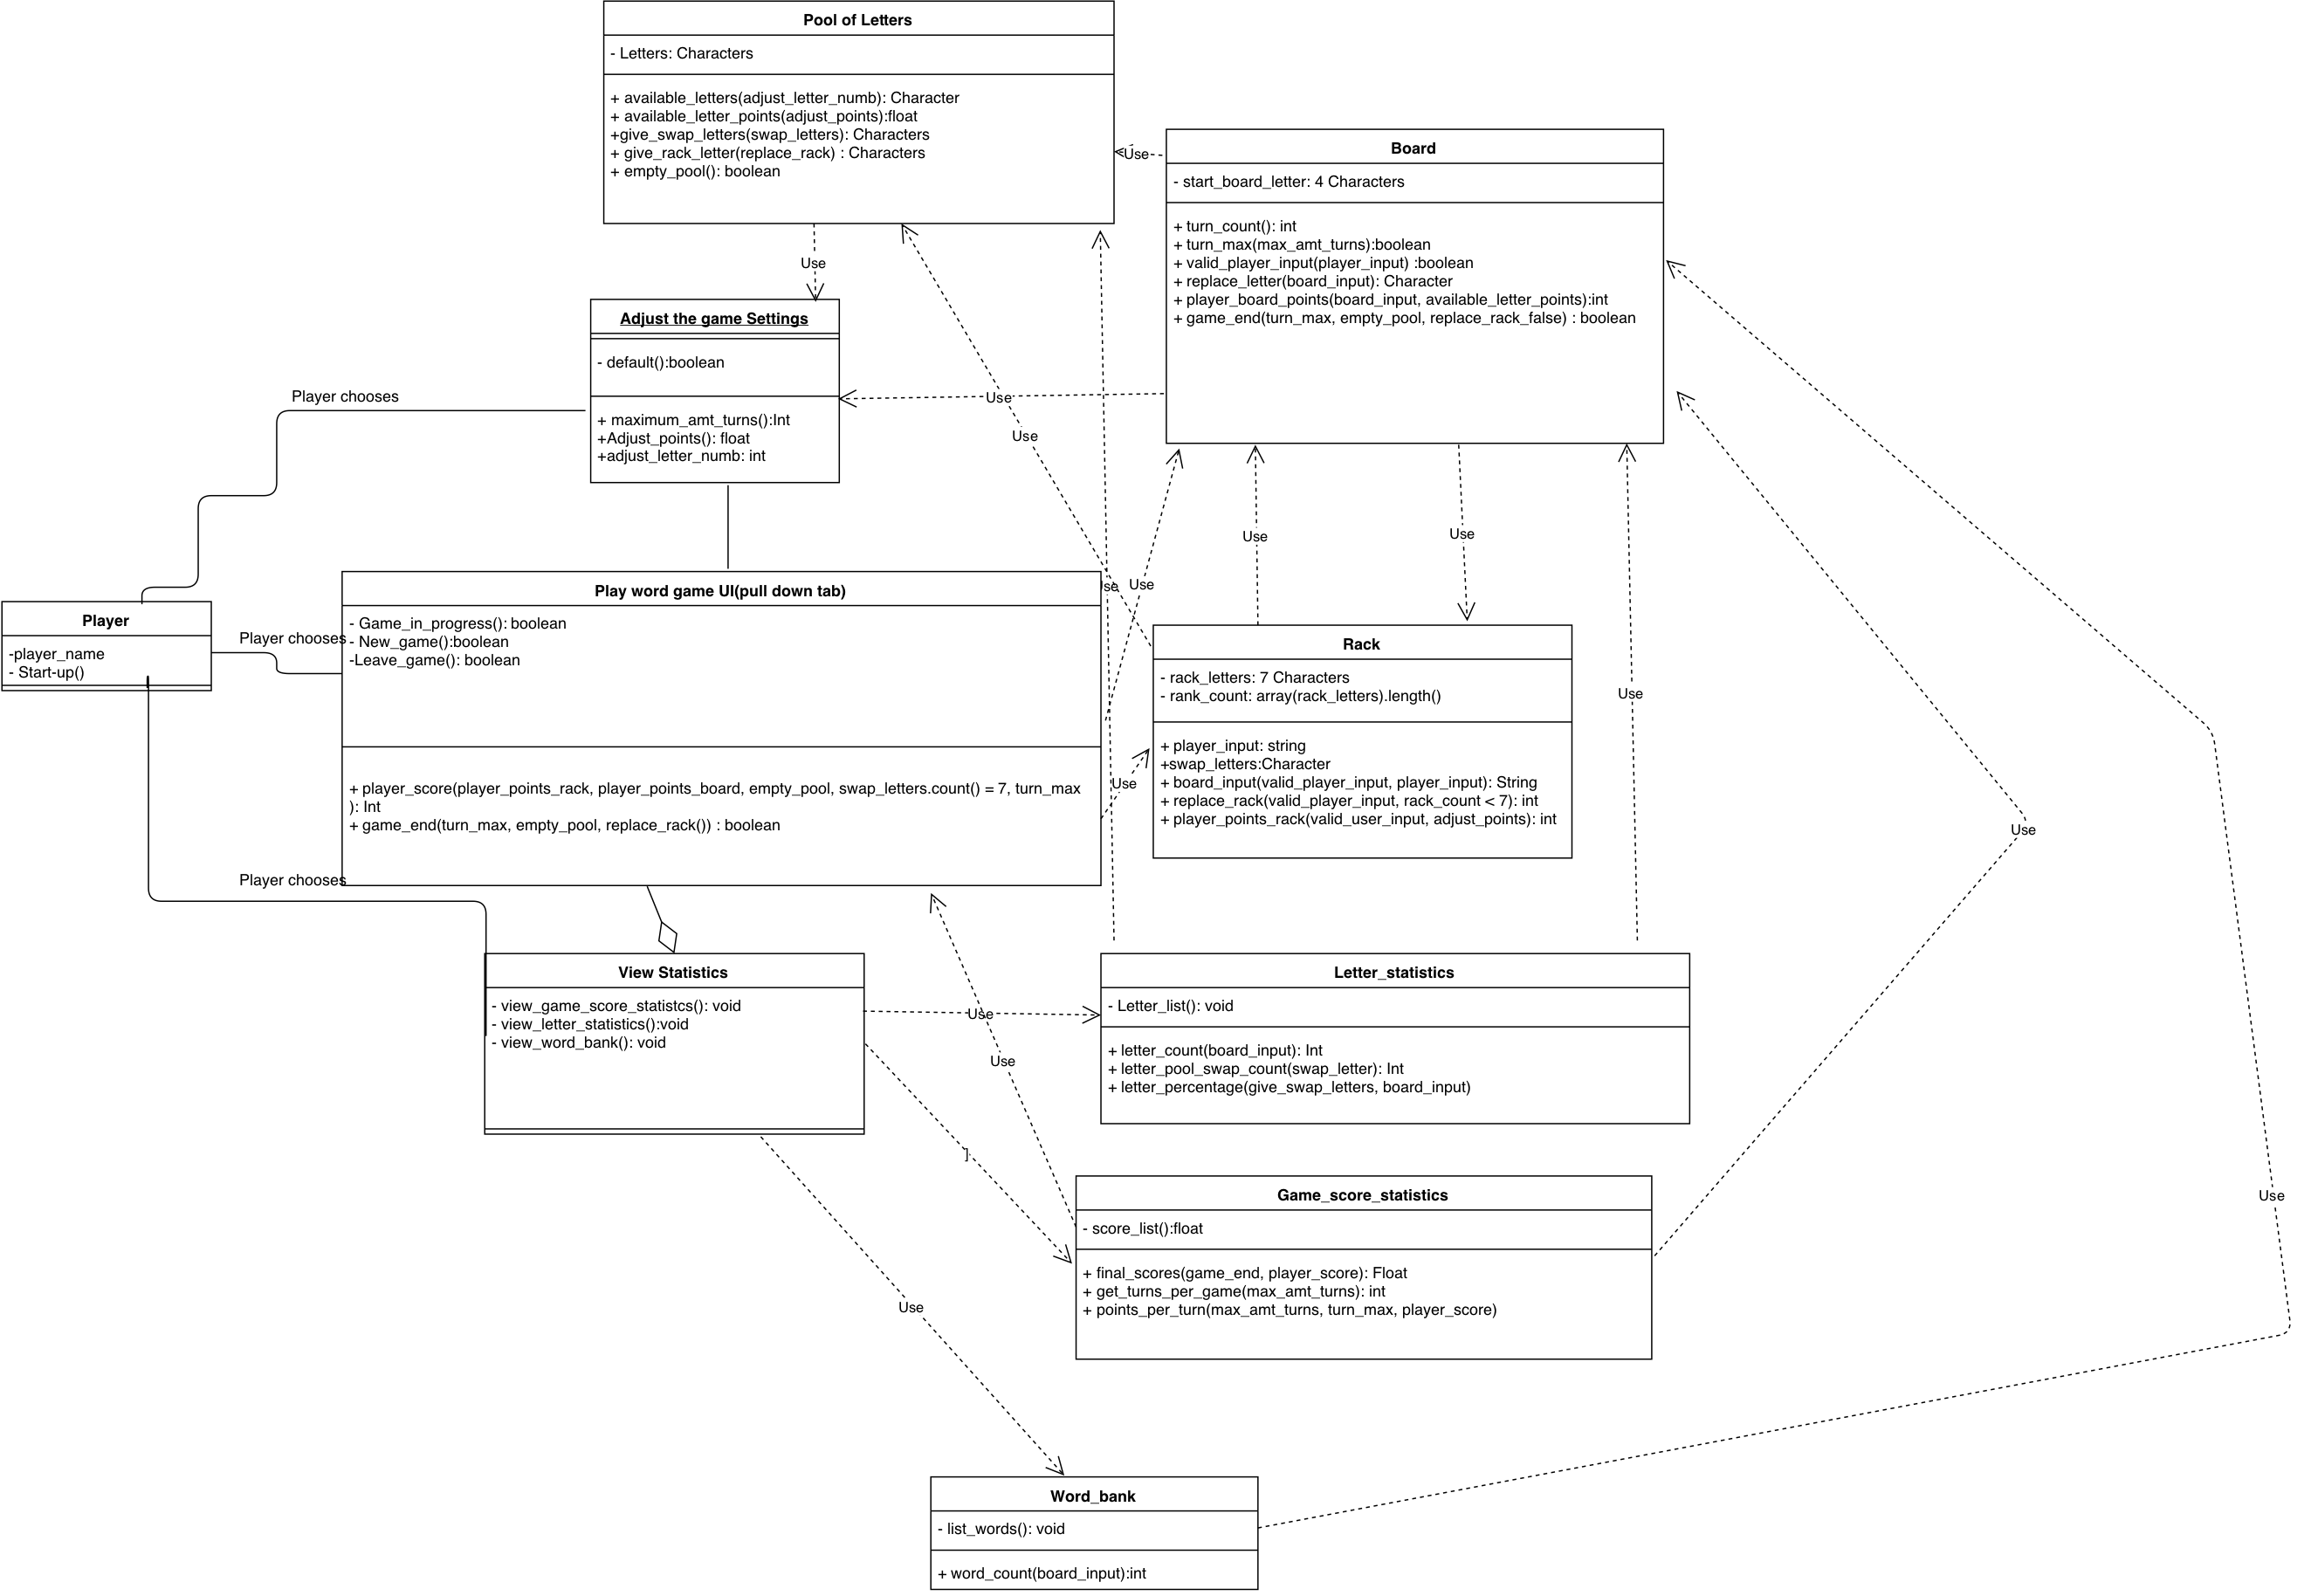 Pool of Letters
- Letters: Characters
+ available_letters(adjust_letter_numb): Character
+ available_letter_points(adjust_points):float
+give_swap_letters(swap_letters): Characters
+ give_rack_letter(replace_rack) : Characters
+ empty_pool(): boolean
Use
Board
- start_board_letter: 4 Characters
+ turn_count(): int
+ turn_max(max_amt_turns):boolean
+ valid_player_input(player_input) :boolean
+ replace_letter(board_input): Character
+ player_board_points(board_input, available_letter_points):int
+ game_end(turn_max, empty_pool, replace_rack_false) : boolean
Use
Adjust the game Settings
- default():boolean
+ maximum_amt_turns():Int
+Adjust_points(): float
+adjust_letter_numb: int
Player chooses
Use
Use
Use
Use
Use
Use
Use
Player
-player_name
- Start-up()
Player chooses
Play word game UI(pull down tab)
- Game_in_progress(): boolean
- New_game():boolean
-Leave_game(): boolean
+ player_score(player_points_rack, player_points_board, empty_pool, swap_letters.count() = 7, turn_max
): Int
+ game_end(turn_max, empty_pool, replace_rack()) : boolean
Player chooses
Rack
- rack_letters: 7 Characters
- rank_count: array(rack_letters).length()
+ player_input: string
+swap_letters:Character
+ board_input(valid_player_input, player_input): String
+ replace_rack(valid_player_input, rack_count < 7): int
+ player_points_rack(valid_user_input, adjust_points): int
Use
Use
Use
View Statistics
- view_game_score_statistcs(): void
- view_letter_statistics():void
- view_word_bank(): void
Use
Use
]
Letter_statistics
- Letter_list(): void
+ letter_count(board_input): Int
+ letter_pool_swap_count(swap_letter): Int
+ letter_percentage(give_swap_letters, board_input)
Game_score_statistics
- score_list():float
+ final_scores(game_end, player_score): Float
+ get_turns_per_game(max_amt_turns): int
+ points_per_turn(max_amt_turns, turn_max, player_score)
Use
Use
Word_bank
- list_words(): void
+ word_count(board_input):int